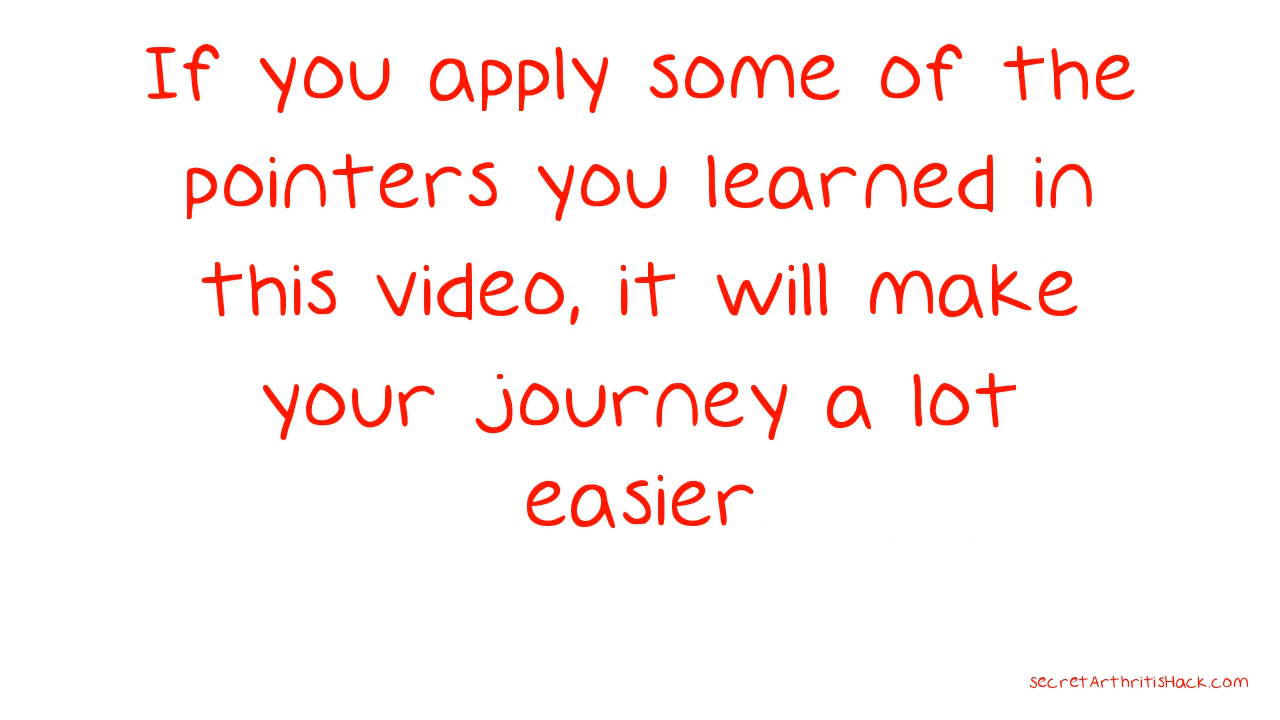 If you apply some of the
pointers you learned in
this video, it will make
your journey a lot
easier
secretArthritisHack.com